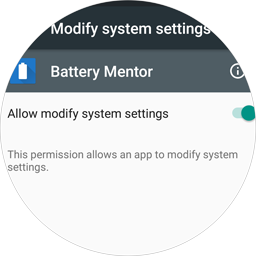 Modify system settings
Battery Mentor
Allow modify system settings
This permission allows an app to modify system
settings.